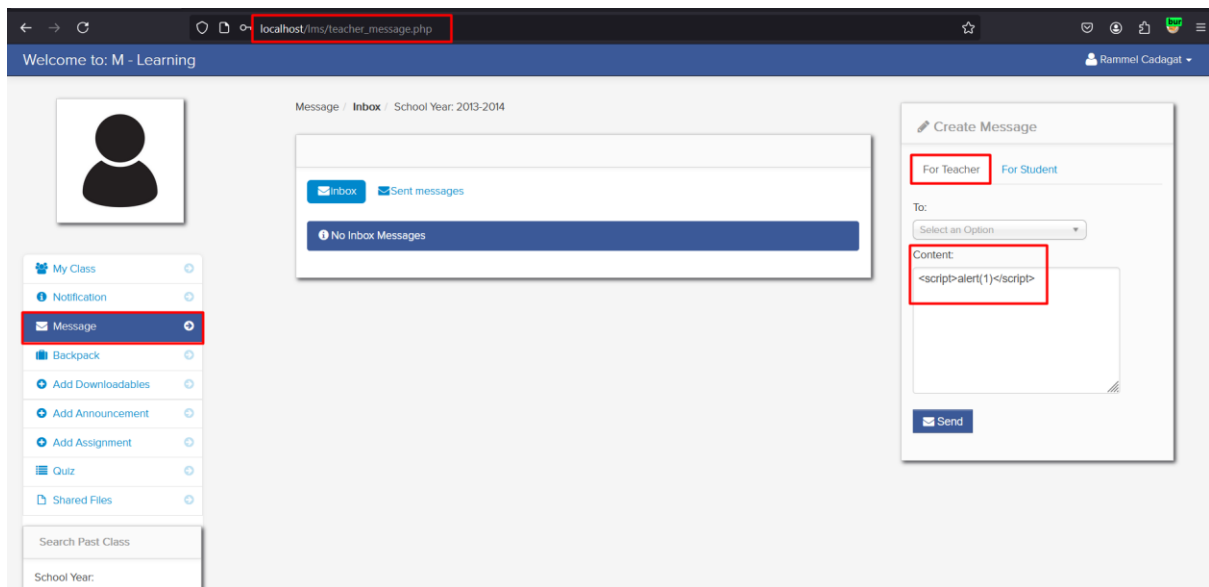 localhost/lms/teacher_message.php
bur
Welcome to: M - Learning
Rammel Cadagat
Message / Inbox / School Year: 2013-2014
Inbox
Sent messages
No Inbox Messages
My Class
Notification
Message
Backpack
Add Downloadables
Add Announcement
Add Assignment
Quiz
Shared Files
Search Past Class
School Year:
Create Message
For Teacher
For Student
To:
Select an Option
Content:
<script>alert(1)</script>
Send